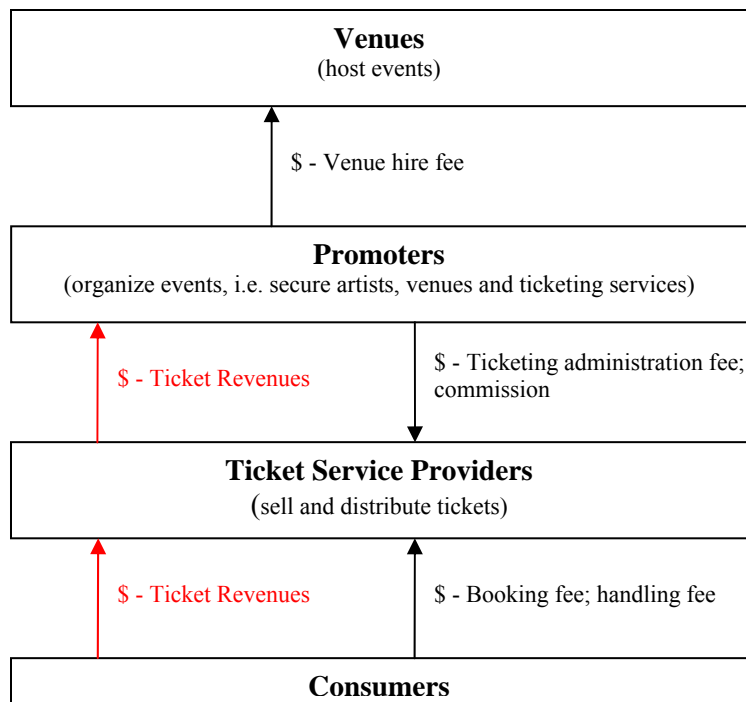 Venues
(host events)
$ - Venue hire fee
Promoters
(organize events, i.e. secure artists, venues and ticketing services)
$ - Ticket Revenues
$ - Ticketing administration fee;
commission
Ticket Service Providers
(sell and distribute tickets)
$ - Ticket Revenues
$ - Booking fee; handling fee
Consumers